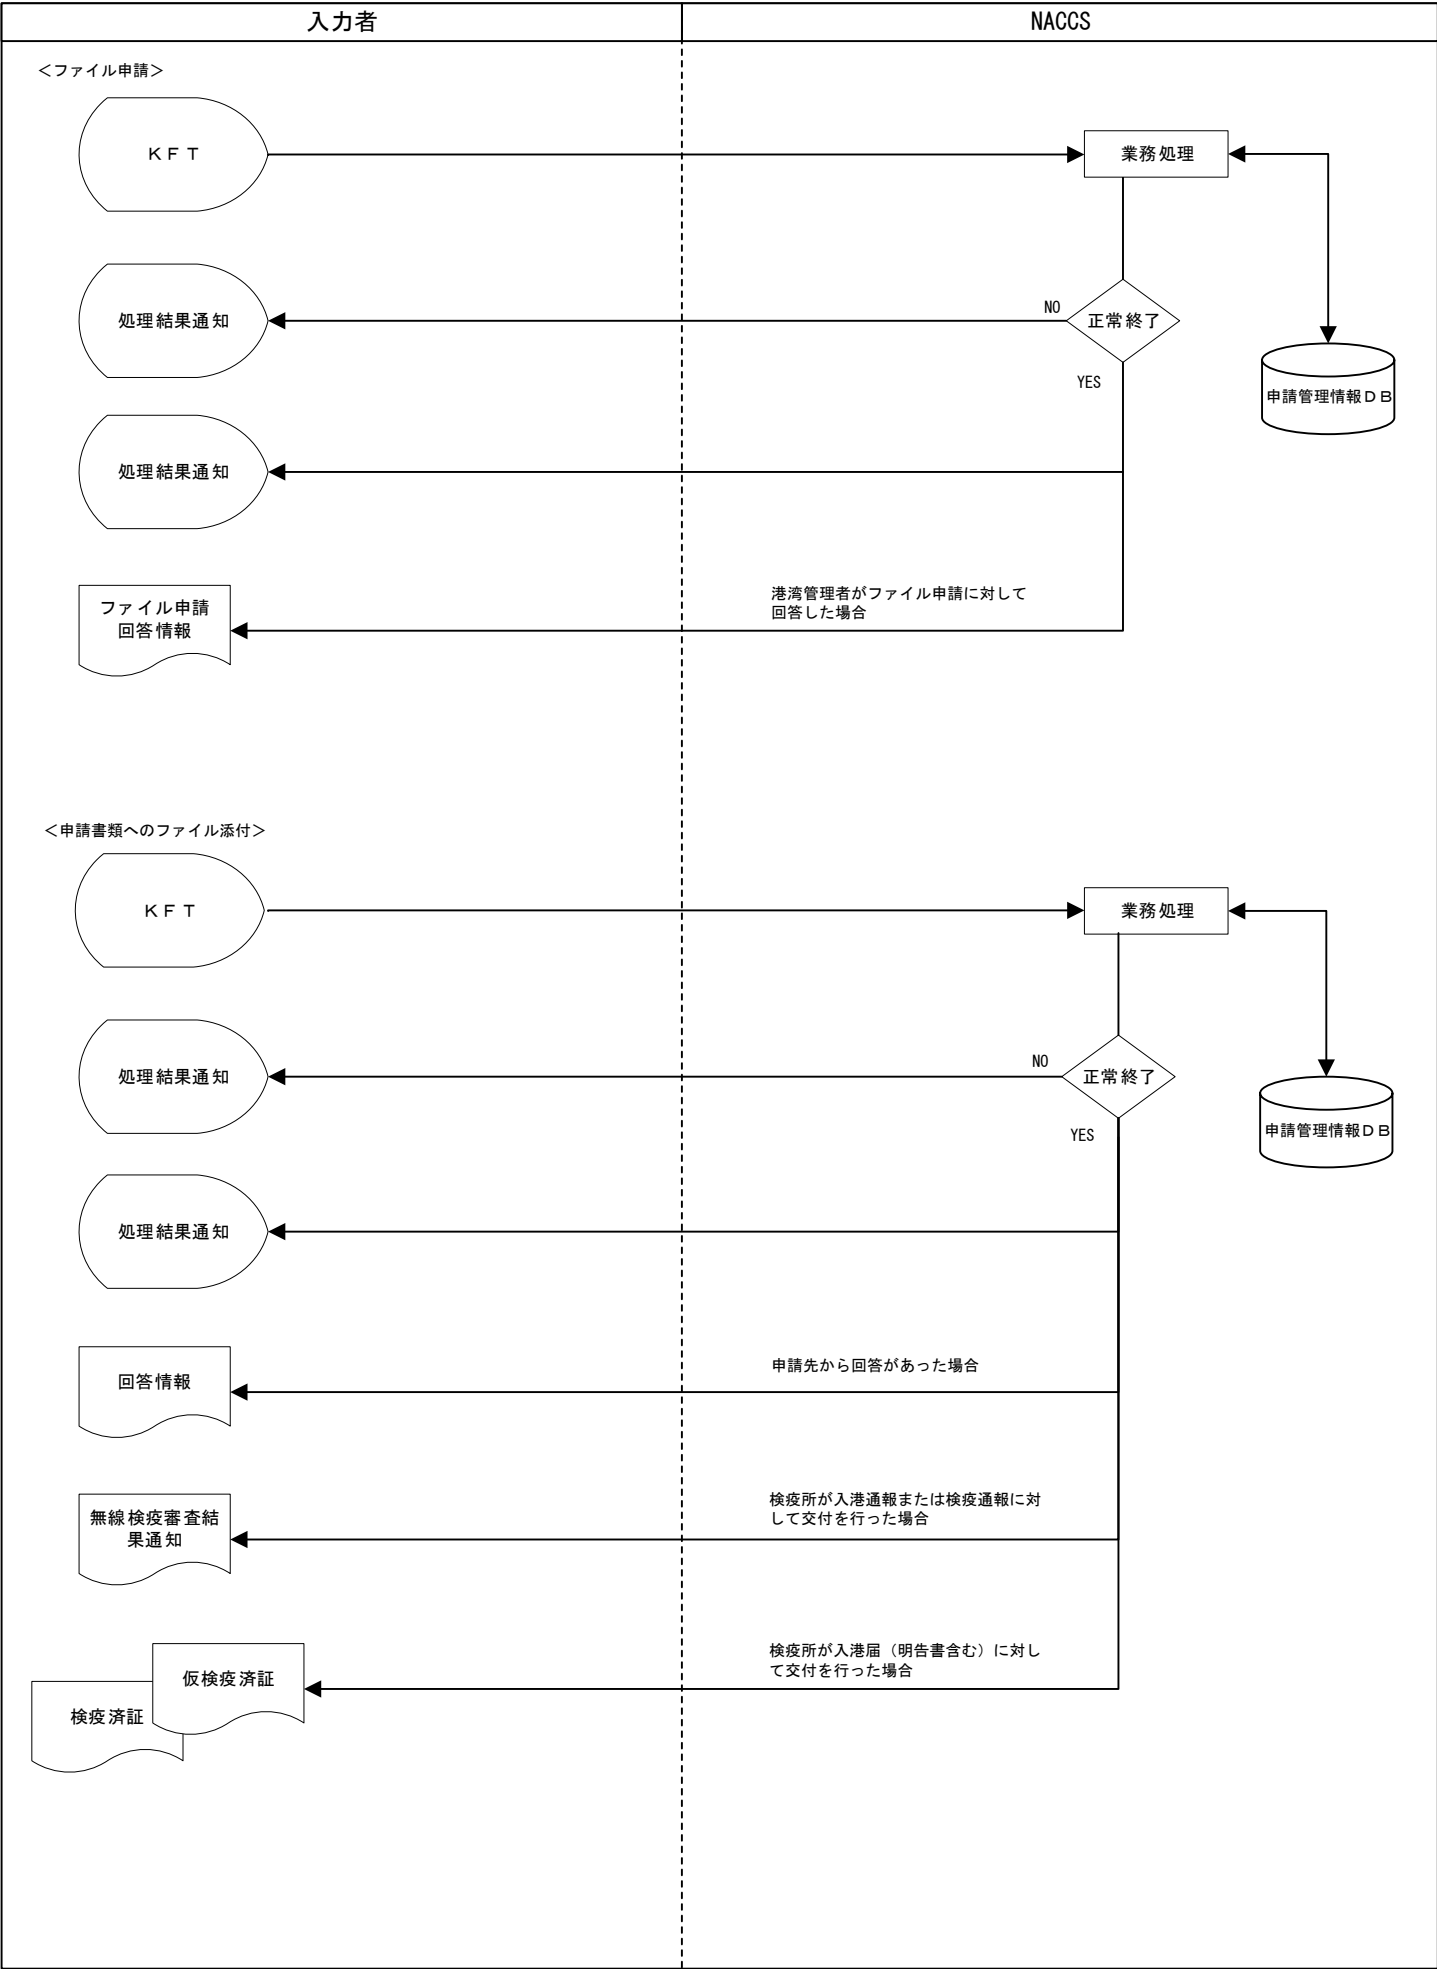 入力者
NACCS
＜ファイル申請＞
ＫＦＴ
業務処理
処理結果通知
NO
正常終了
YES
申請管理情報ＤＢ
処理結果通知
ファイル申請
回答情報
港湾管理者がファイル申請に対して
回答した場合
＜申請書類へのファイル添付＞
ＫＦＴ
業務処理
処理結果通知
NO
正常終了
YES
申請管理情報ＤＢ
処理結果通知
回答情報
申請先から回答があった場合
無線検疫審査結
果通知
検疫所が入港通報または検疫通報に対
して交付を行った場合
仮検疫済証
検疫済証
検疫所が入港届（明告書含む）に対し
て交付を行った場合